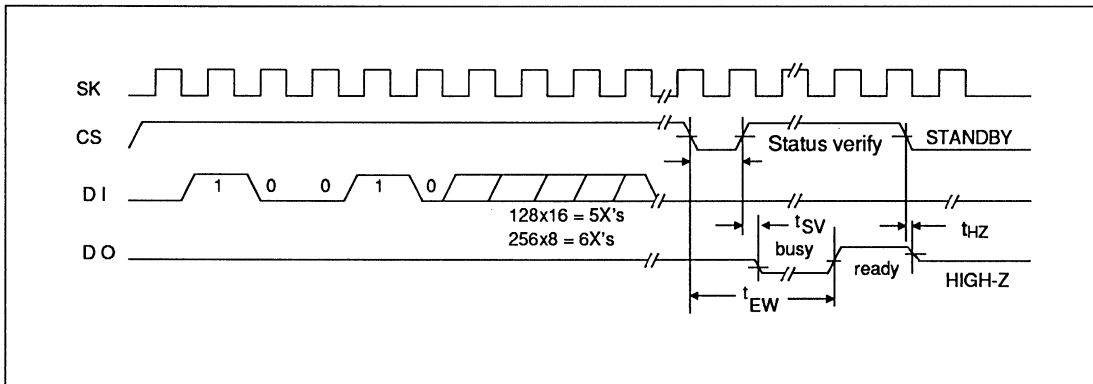 SK
CS
Status verify
STANDBY
D I
1 0 0 1 0
128x16 = 5X's
256x8 = 6X's
tSV
tHZ
D O
busy
ready
HIGH-Z
tEW